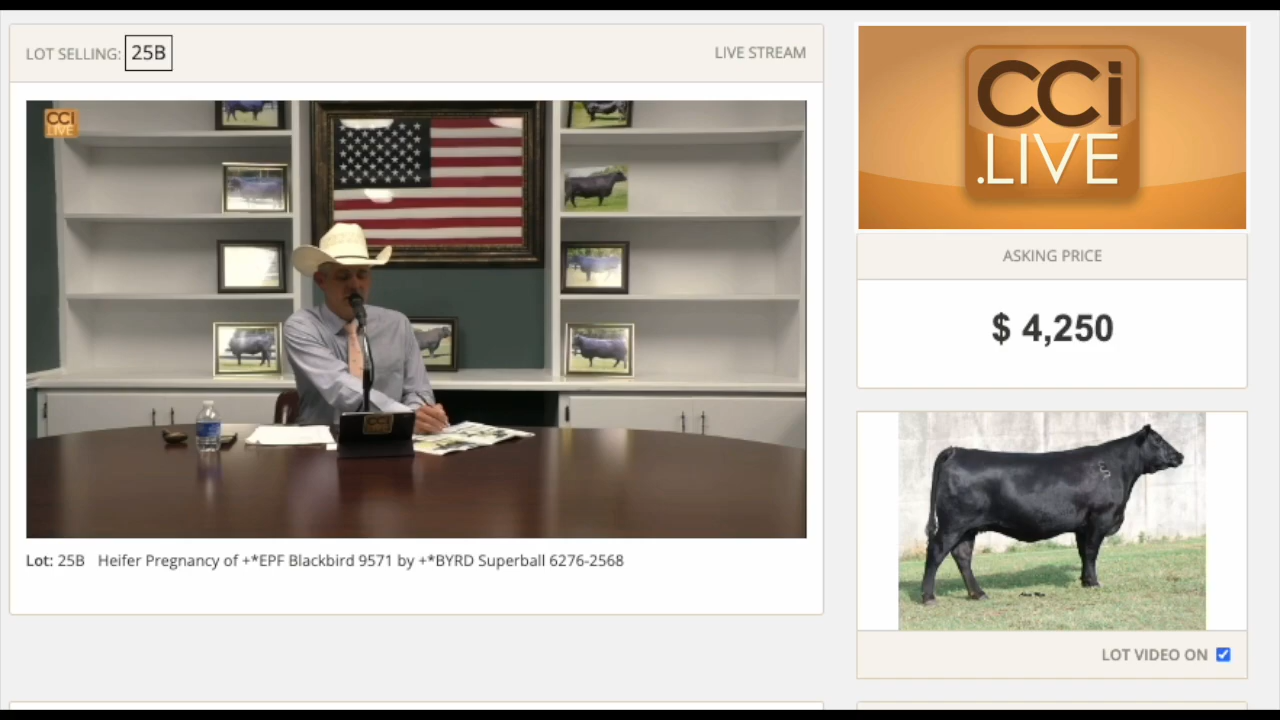 LOT SELLING: 25B
LIVE STREAM
CCi
LIVE
CCi
Lot: 25B Heifer Pregnancy of +*EPF Blackbird 9571 by +*BYRD Superball 6276-2568
CCi
.LIVE
ASKING PRICE
$ 4,250
LOT VIDEO ON